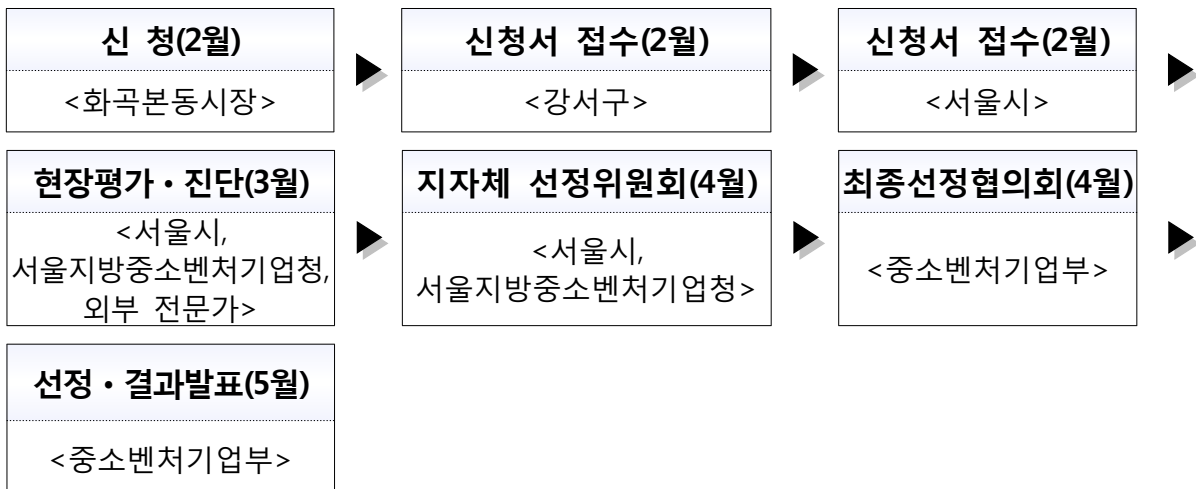 신 청(2월)
<화곡본동시장>
신청서 접수(2월)
<강서구>
신청서 접수(2월)
<서울시>
현장평가・진단(3월)
<서울시,
서울지방중소벤처기업청,
외부 전문가>
지자체 선정위원회(4월)
<서울시,
서울지방중소벤처기업청>
최종선정협의회(4월)
<중소벤처기업부>
선정・결과발표(5월)
<중소벤처기업부>